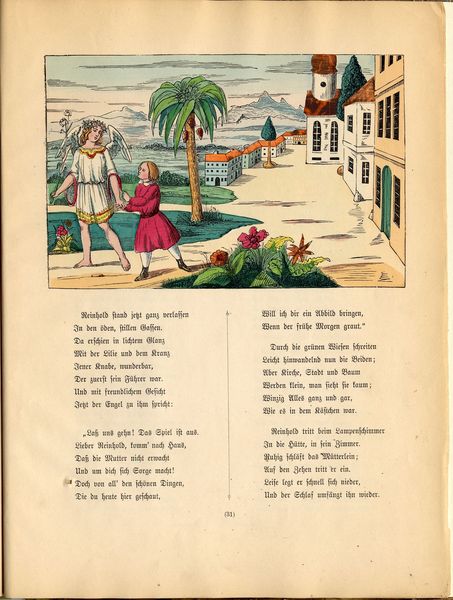 Reinhold stand jetzt ganz verlassen
In den öden, stillen Gassen.
Da erschien in lichtem Glanz
Mit der Lilie und dem Kranz
Jener Knabe, wunderbar,
Der zuerst sein Führer war.
Und mit freundlichem Gesicht
Jetzt der Engel zu ihm spricht:
„Laß uns gehn! Das Spiel ist aus.
Lieber Reinhold, komm' nach Haus,
Daß die Mutter nicht erwacht
Und um dich sich Sorge macht!
Doch von all' den schönen Dingen,
Die du heute hier geschaut,
Will ich dir ein Abbild bringen,
Wenn der frühe Morgen graut.“
Durch die grünen Wiesen schreiten
Leicht hinwandelnd nun die Beiden;
Aber Kirche, Stadt und Baum
Werden klein, man sieht sie kaum;
Winzig Alles ganz und gar,
Wie es in dem Kästchen war.
Reinhold tritt beim Lampenschimmer
In die Hütte, in sein Zimmer.
Ruhig schläft das Mütterlein;
Auf den Zehen tritt er ein.
Leise legt er schnell sich nieder,
Und der Schlaf umfängt ihn wieder.
(31)